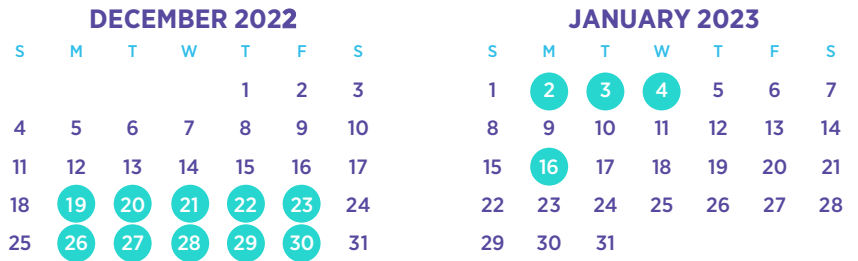 DECEMBER 2022
S M T W T F S
1 2 3
4 5 6 7 8 9 10
11 12 13 14 15 16 17
18 19 20 21 22 23 24
25 26 27 28 29 30 31
JANUARY 2023
S M T W T F S
1 2 3 4 5 6 7
8 9 10 11 12 13 14
15 16 17 18 19 20 21
22 23 24 25 26 27 28
29 30 31